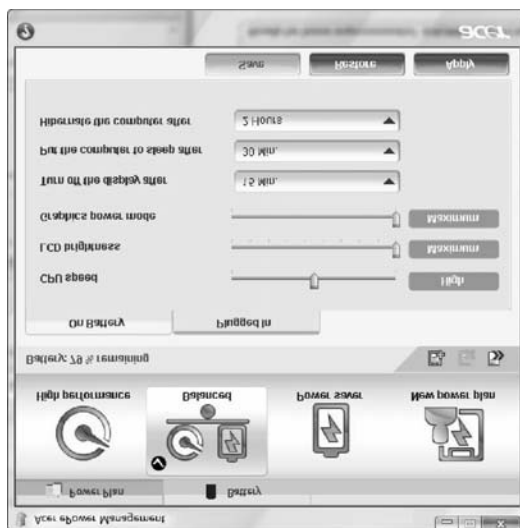 Acer ePower Management
Power Plan Battery
High performance Balanced Power saver New power plan
Battery: 79 % remaining
On Battery Plugged In
CPU speed High
LCD brightness Maximum
Graphics power mode Maximum
Turn off the display after 15 Min.
Put the computer to sleep after 30 Min.
Hibernate the computer after 2 Hours
Save Restore Apply
acer